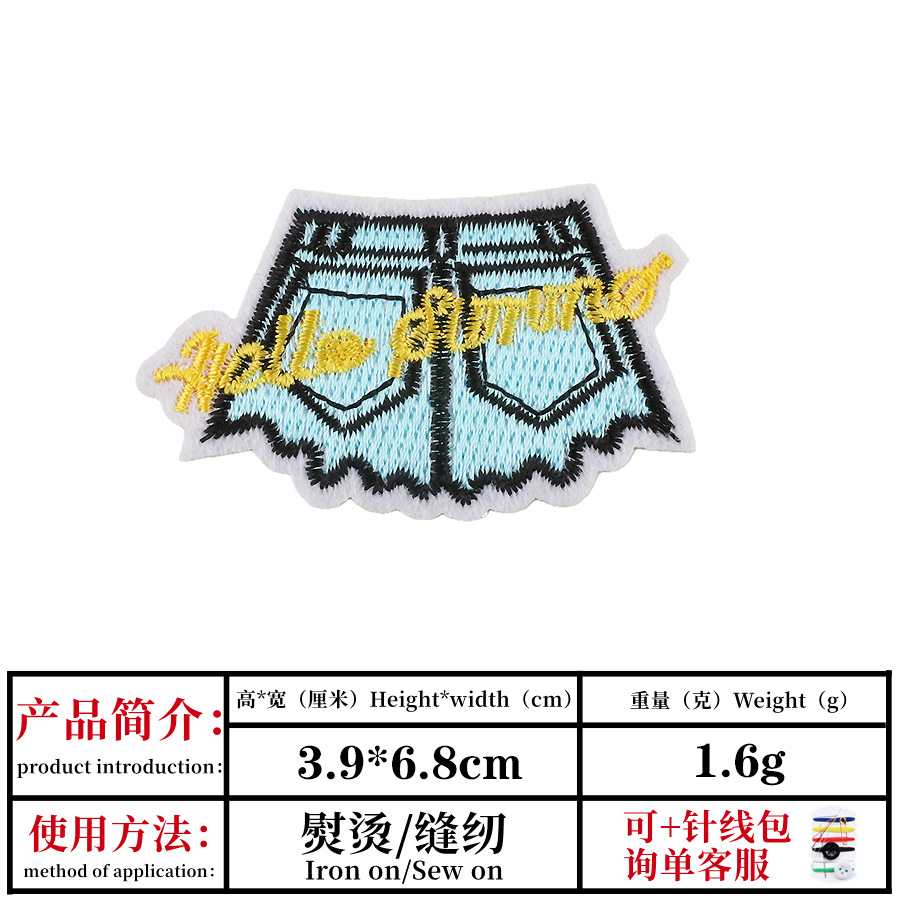 Hello
产品简介：
product introduction：
高*宽（厘米）Height*width（cm）
重量（克）Weight（g）
3.9*6.8cm
1.6g
使用方法：
method of application：
熨烫/缝纫
Iron on/Sew on
可+针线包
询单客服